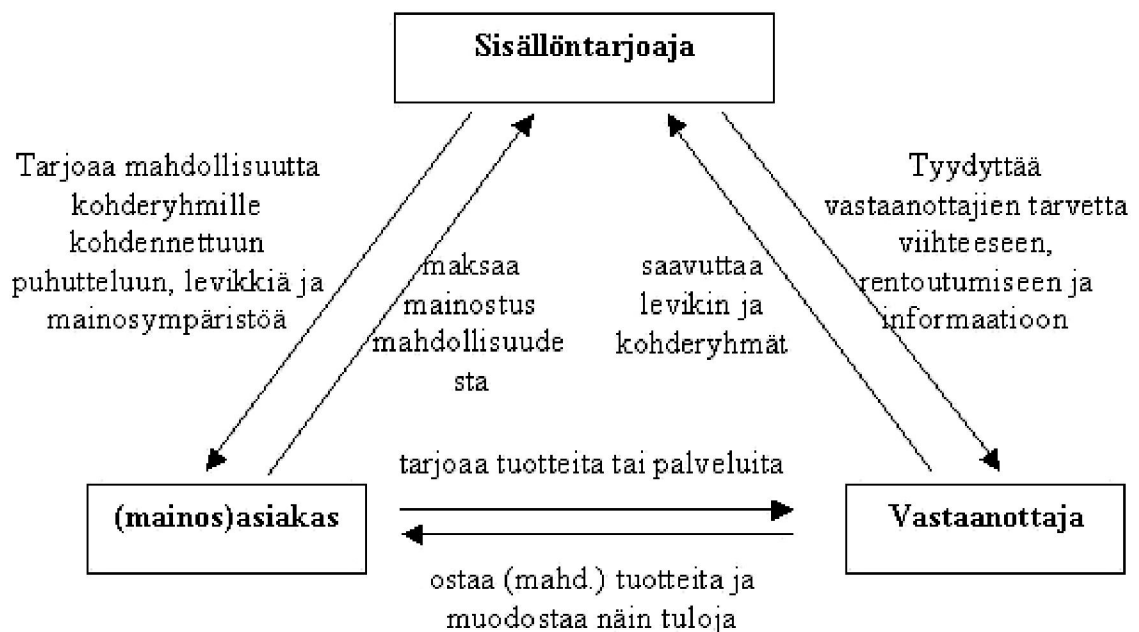 Sisällöntarjoaja
Tarjoaa mahdollisuutta
kohderyhmille
kohdennettuun
puhutteluun, levikkiä ja
mainosympäristöä
maksaa
mainostus
mahdollisuude
sta
saavuttaa
levikin ja
kohderyhmät
Tyydyttää
vastaanottajien tarvetta
viihteeseen,
rentoutumiseen ja
informaatioon
tarjoaa tuotteita tai palveluita
(mainos)asiakas
Vastaanottaja
ostaa (mahd.) tuotteita ja
muodostaa näin tuloja